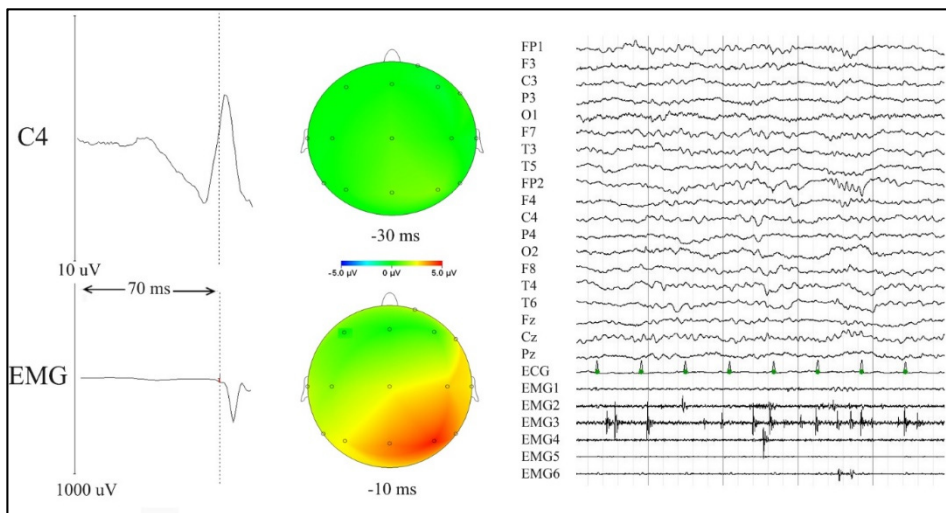 C4
10 uV
70 ms
EMG
1000 uV
-30 ms
-5.0 µV 0 µV 5.0 µV
-10 ms
FP1
F3
C3
P3
O1
F7
T3
T5
FP2
F4
C4
P4
O2
F8
T4
T6
Fz
Cz
Pz
ECG
EMG1
EMG2
EMG3
EMG4
EMG5
EMG6